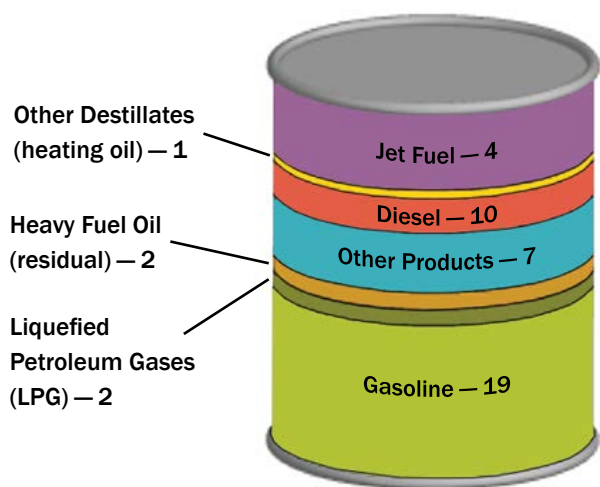 Other Destillates
(heating oil) — 1
Jet Fuel — 4
Diesel — 10
Heavy Fuel Oil
(residual) — 2
Other Products — 7
Liquefied
Petroleum Gases
(LPG) — 2
Gasoline — 19